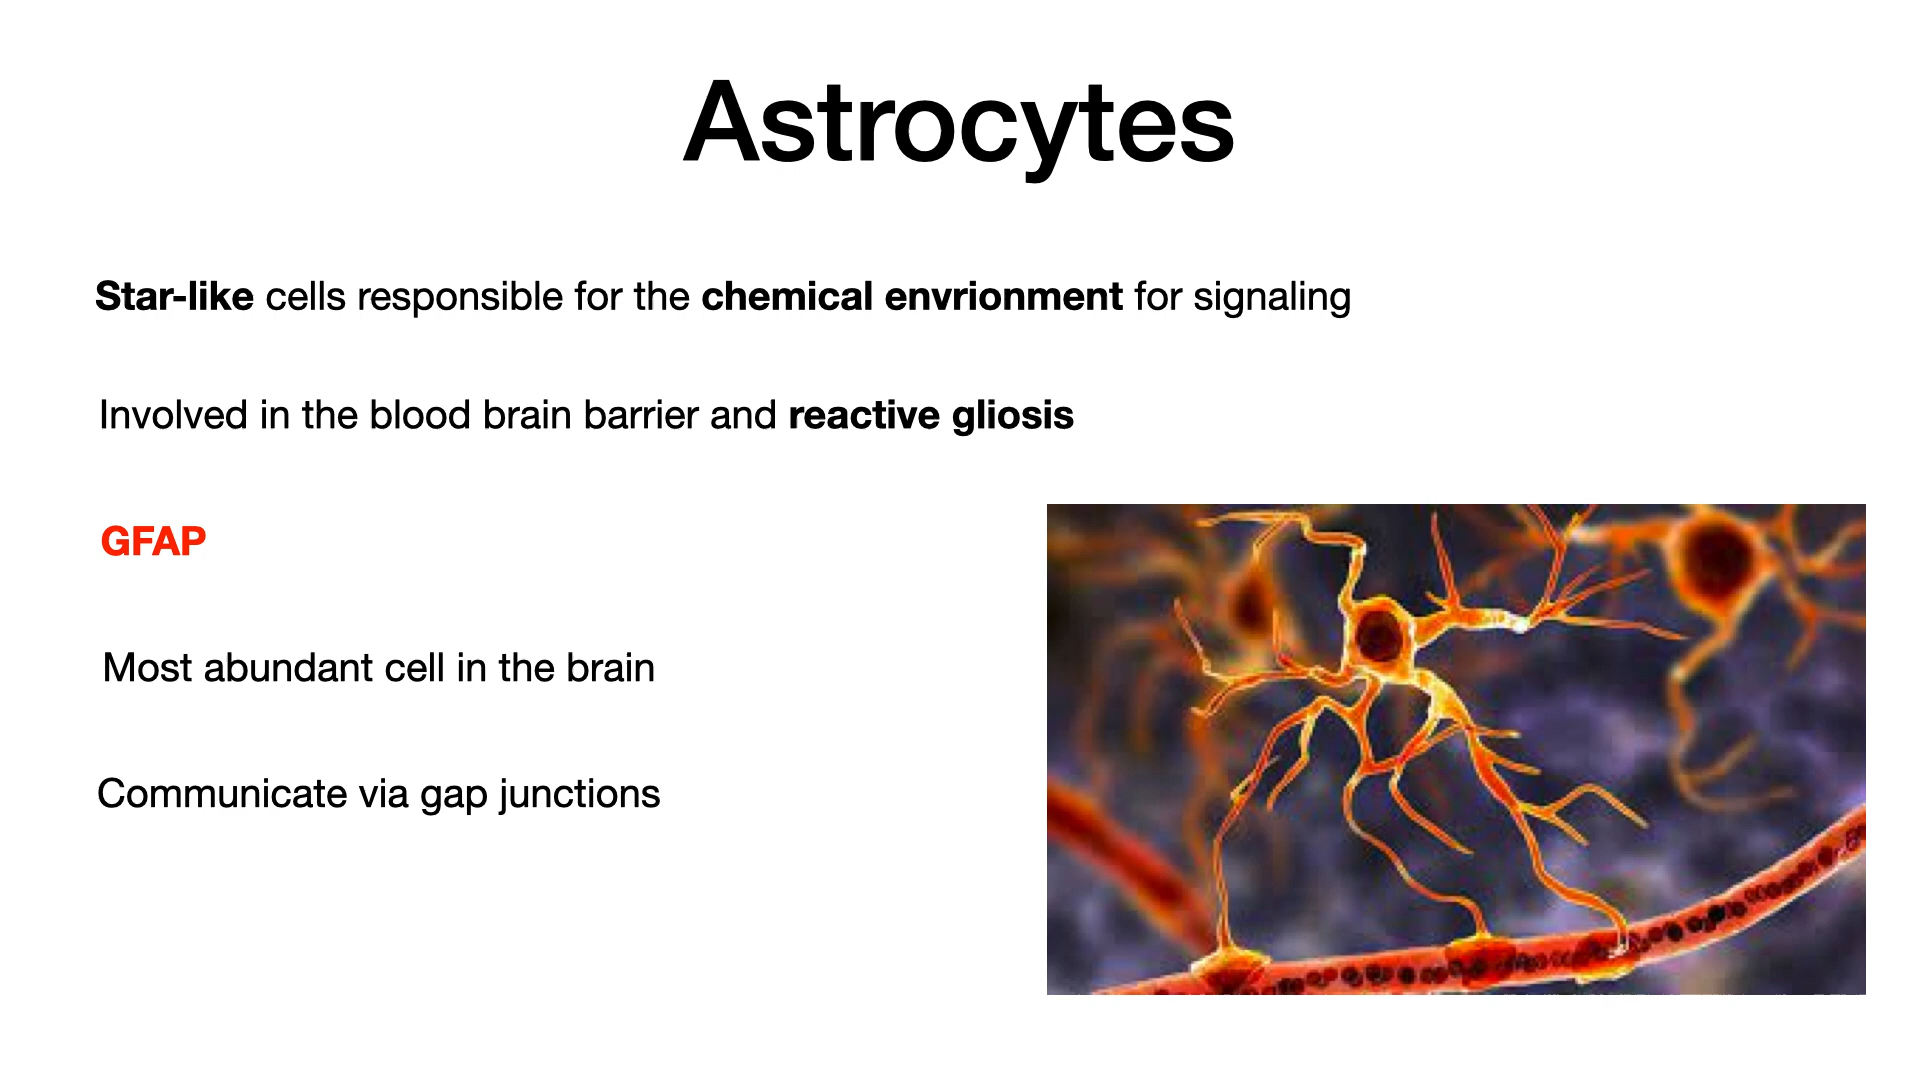 Astrocytes
Star-like cells responsible for the chemical envrionment for signaling
Involved in the blood brain barrier and reactive gliosis
GFAP
Most abundant cell in the brain
Communicate via gap junctions